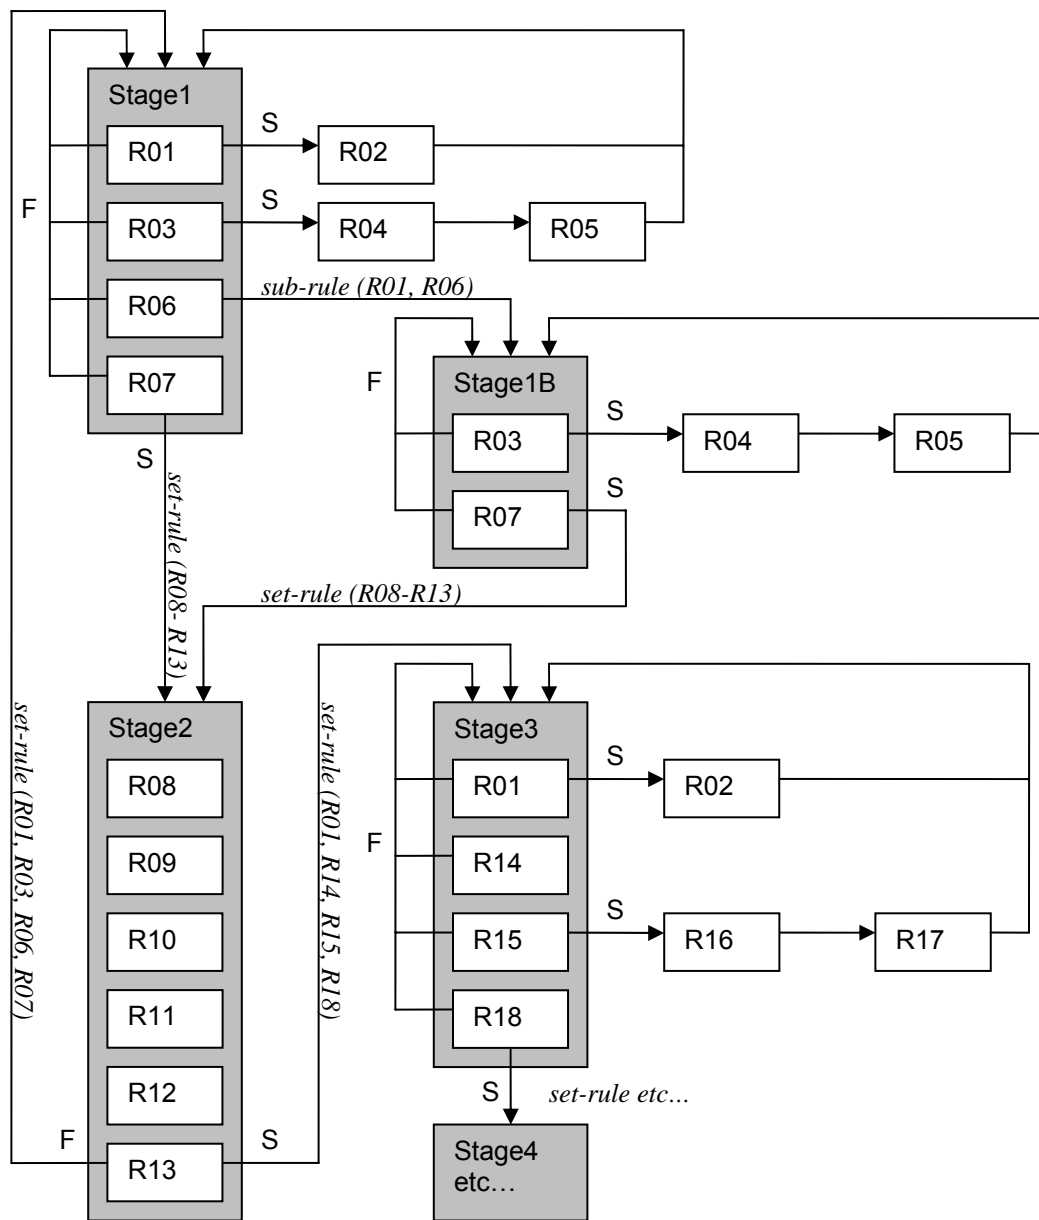 Stage1
R01
S
R02
F
R03
S
R04
R05
R06
sub-rule (R01, R06)
R07
S
set-rule (R08- R13)
F
Stage1B
R03
S
R04
R05
R07
S
set-rule (R08-R13)
set-rule (R01, R03, R06, R07)
Stage2
R08
R09
R10
R11
R12
F
R13
S
set-rule (R01, R14, R15, R18)
Stage3
R01
S
R02
F
R14
R15
S
R16
R17
R18
S
set-rule etc…
Stage4
etc…